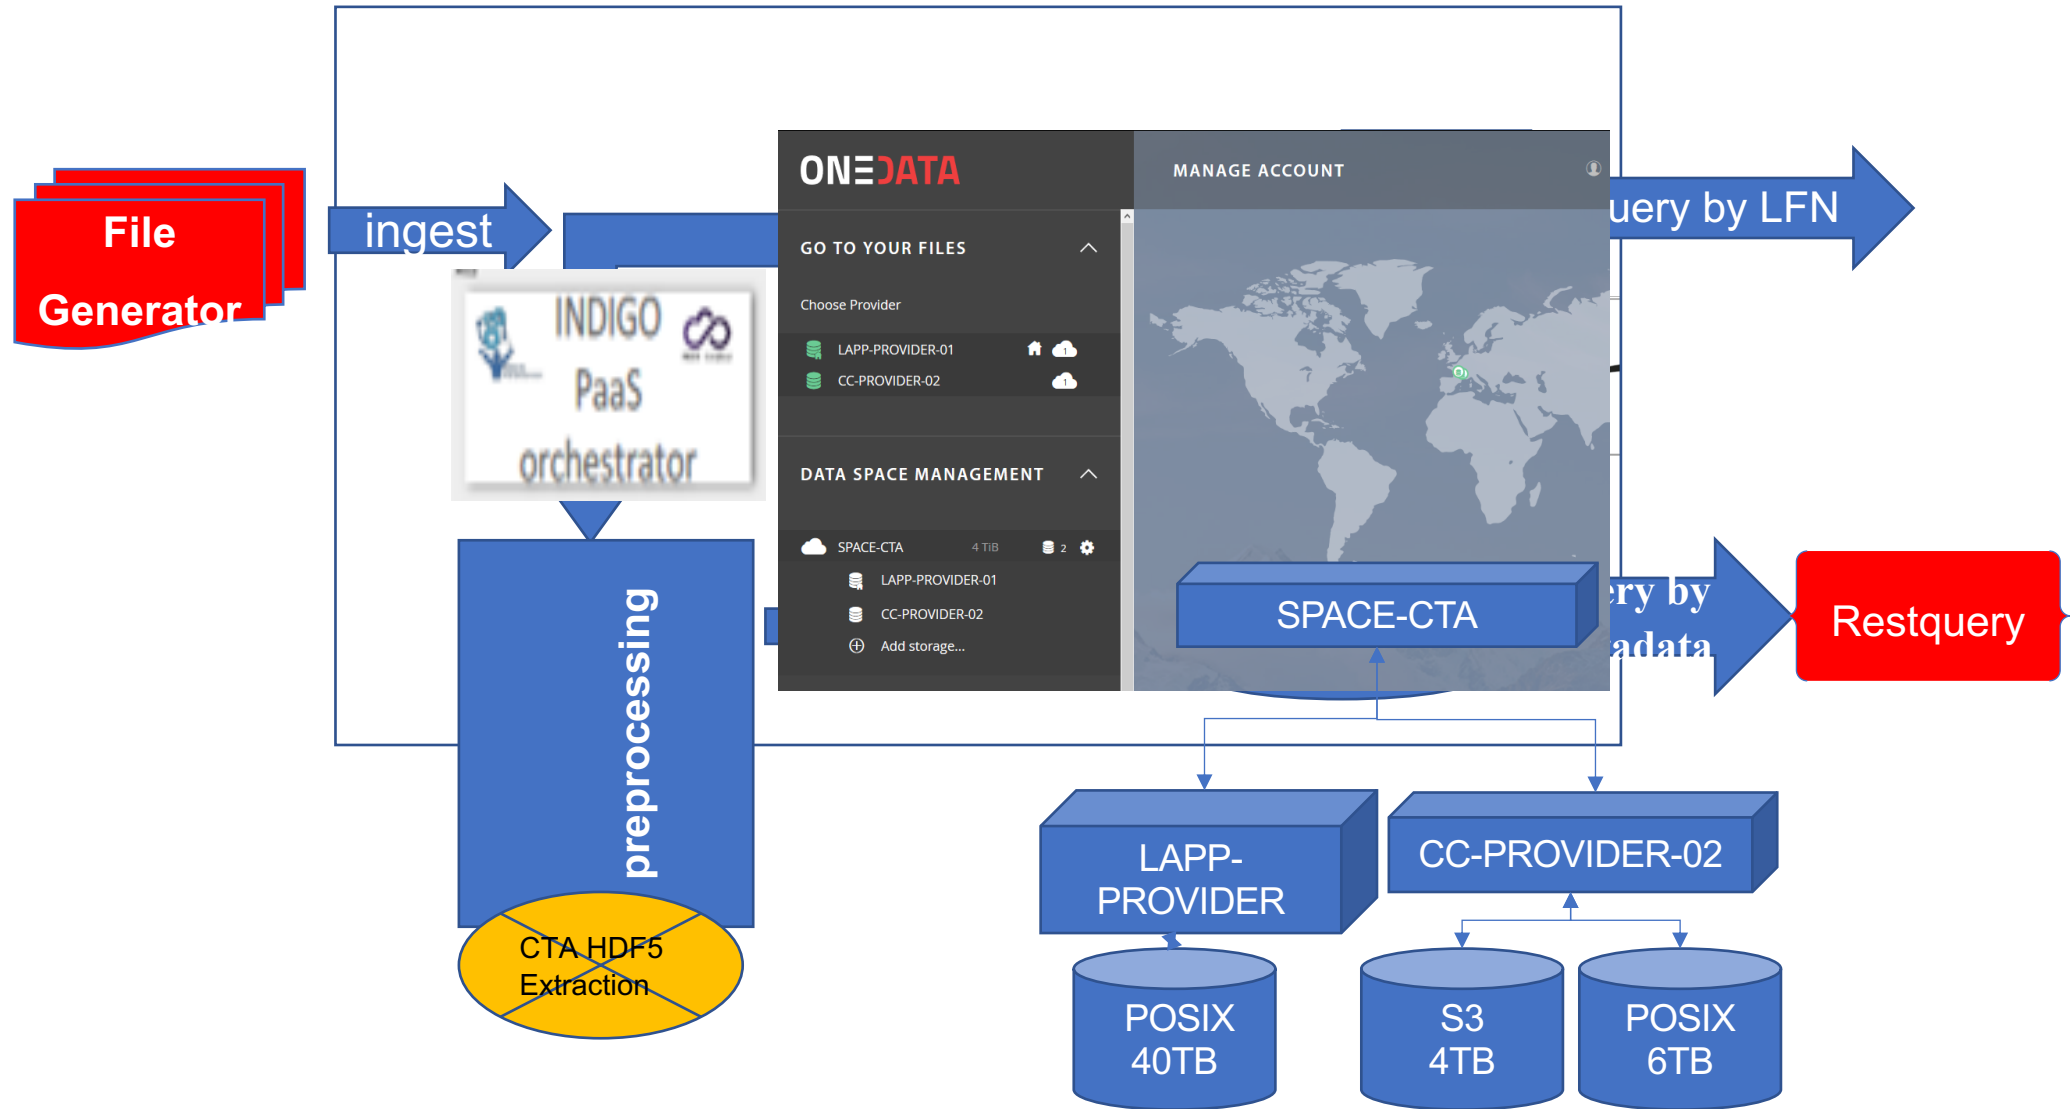 File
Generator
ingest
INDIGO
PaaS
orchestrator
preprocessing
CTA HDF5
Extraction
ONEDATA
MANAGE ACCOUNT
GO TO YOUR FILES
Choose Provider
LAPP-PROVIDER-01
1
CC-PROVIDER-02
1
DATA SPACE MANAGEMENT
SPACE-CTA 4 TiB 2
LAPP-PROVIDER-01
CC-PROVIDER-02
Add storage...
SPACE-CTA
uery by LFN
ery by
adata
Restquery
LAPP-
PROVIDER
CC-PROVIDER-02
POSIX
40TB
S3
4TB
POSIX
6TB